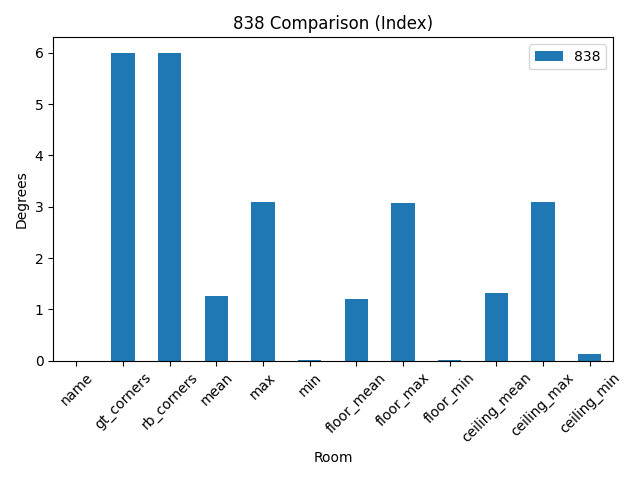 838 Comparison (Index)
838
Degrees
6
5
4
3
2
1
0
name
gt_corners
rb_corners
mean
max
min
floor_mean
floor_max
floor_min
ceiling_mean
ceiling_max
ceiling_min
Room